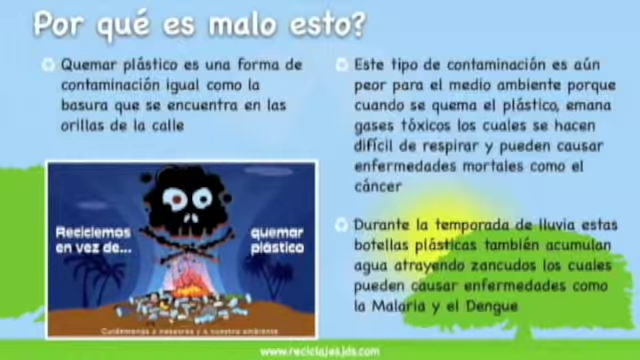 Por qué es malo esto?
Quemar plástico es una forma de
contaminación igual como la
basura que se encuentra en las
orillas de la calle
Reciclemos
en vez de...
quemar
plástico
Cuidémonos a nosotros y a nuestro ambiente
Este tipo de contaminación es aún
peor para el medio ambiente porque
cuando se quema el plástico, emana
gases tóxicos los cuales se hacen
difícil de respirar y pueden causar
enfermedades mortales como el
cáncer
Durante la temporada de lluvia estas
botellas plásticas también acumulan
agua atrayendo zancudos los cuales
pueden causar enfermedades como
la Malaria y el Dengue
www.reciclajesjds.com